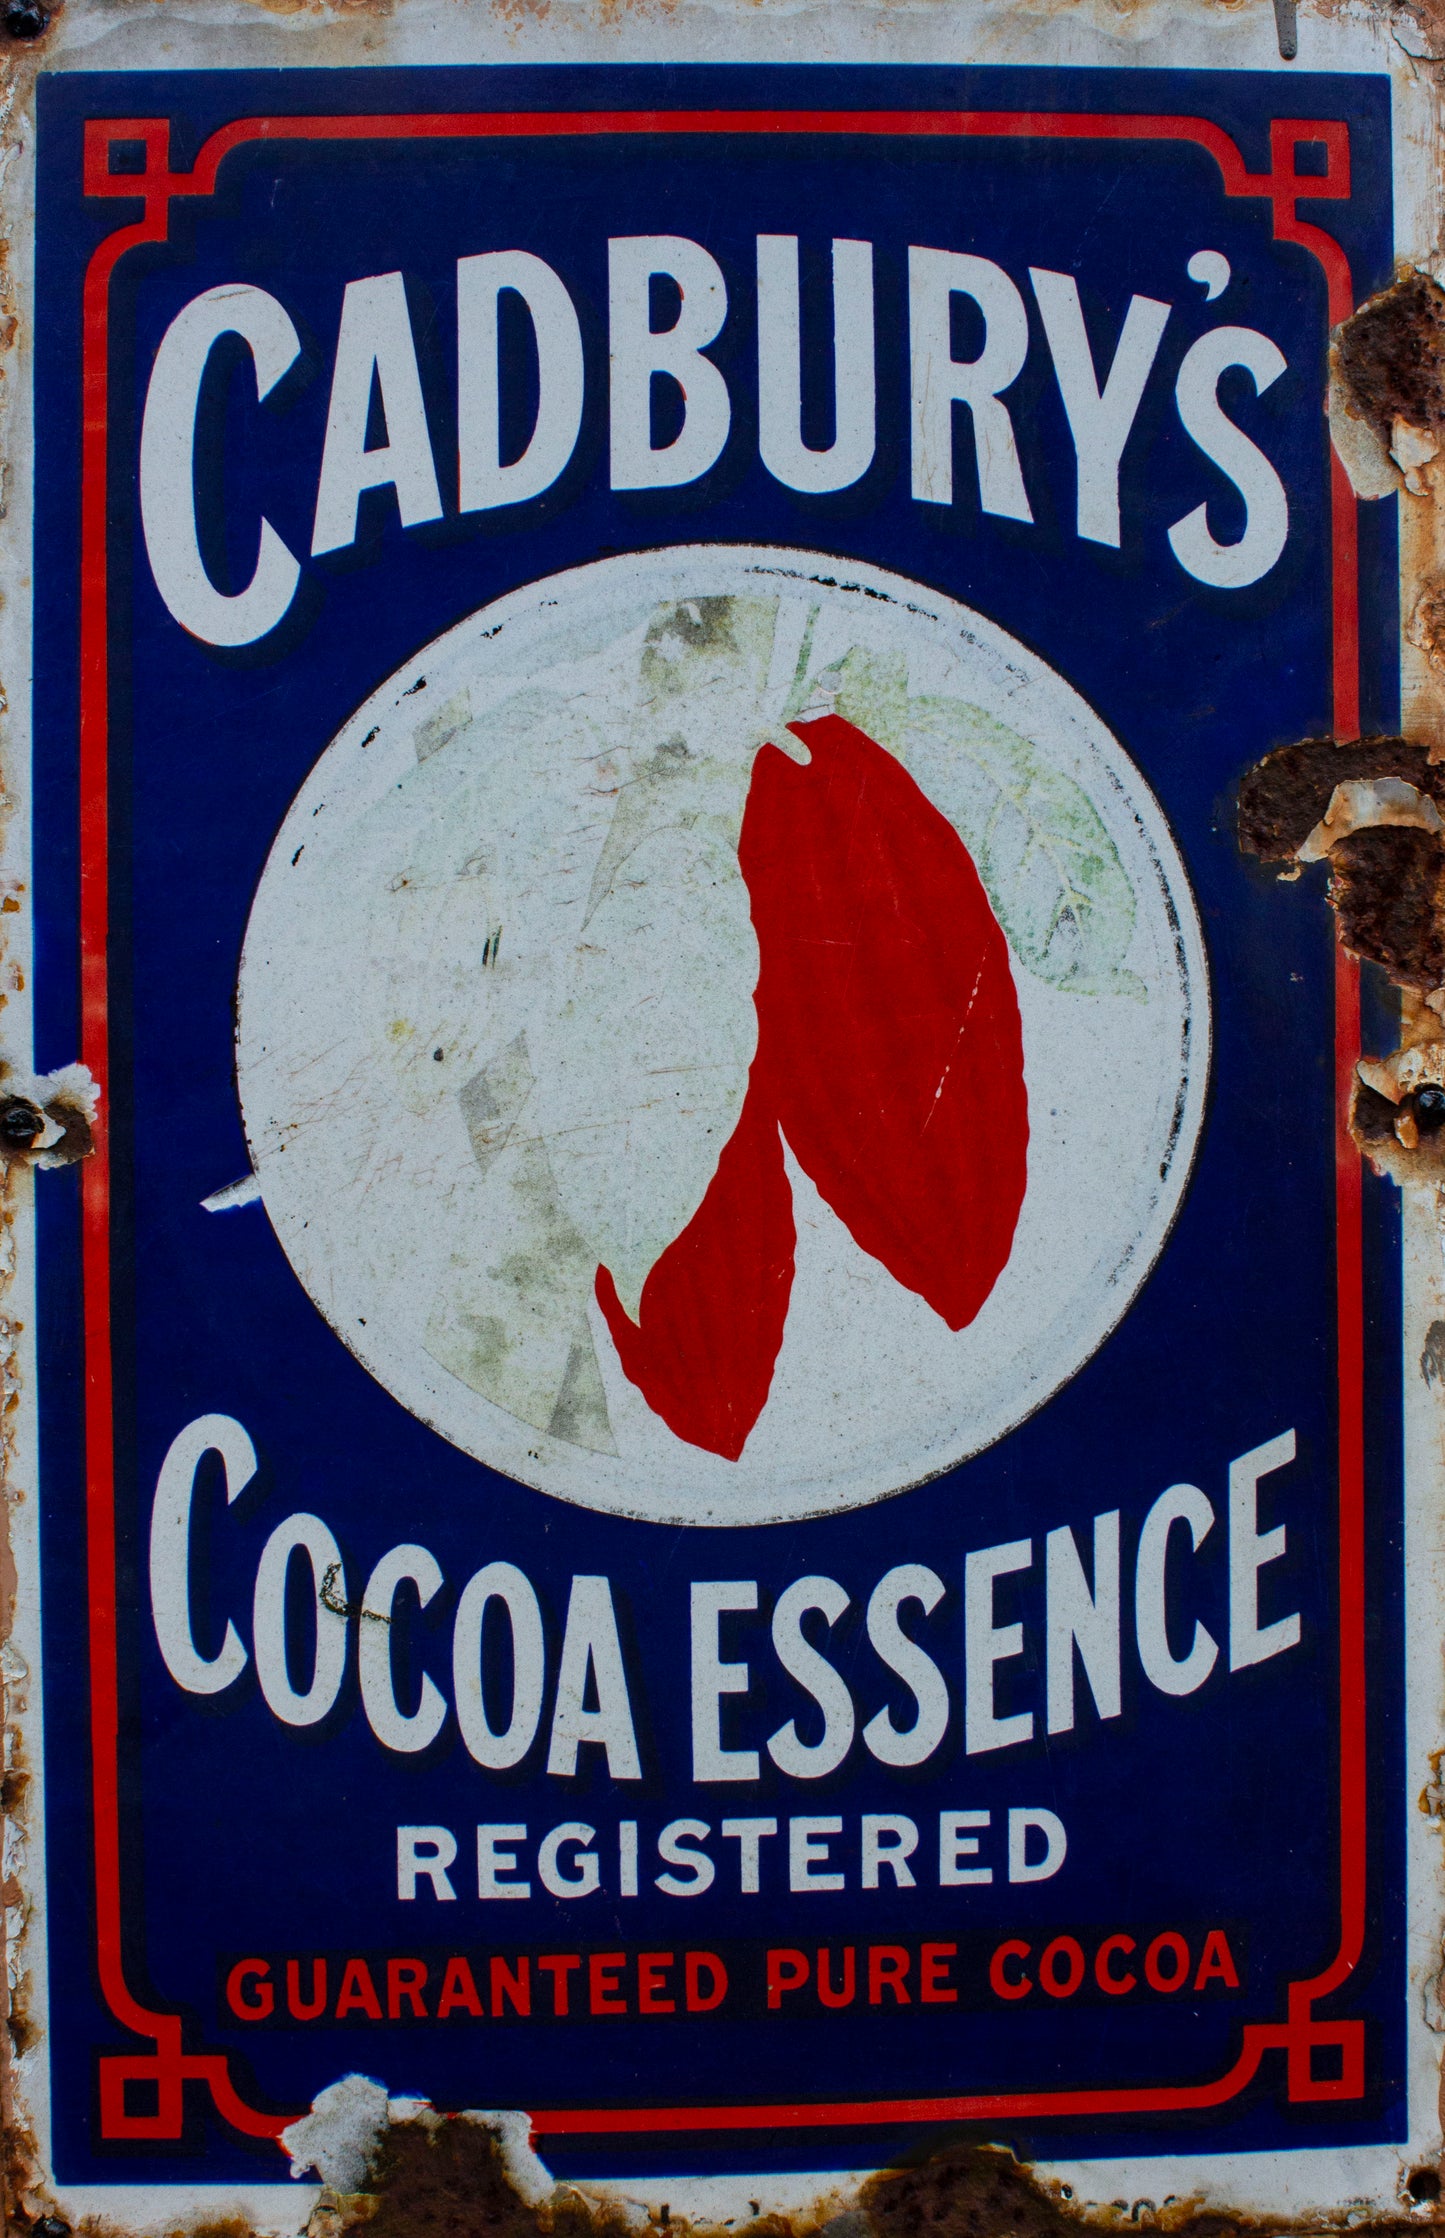 CADBURY'S
COCOA ESSENCE
REGISTERED
GUARANTEED PURE COCOA